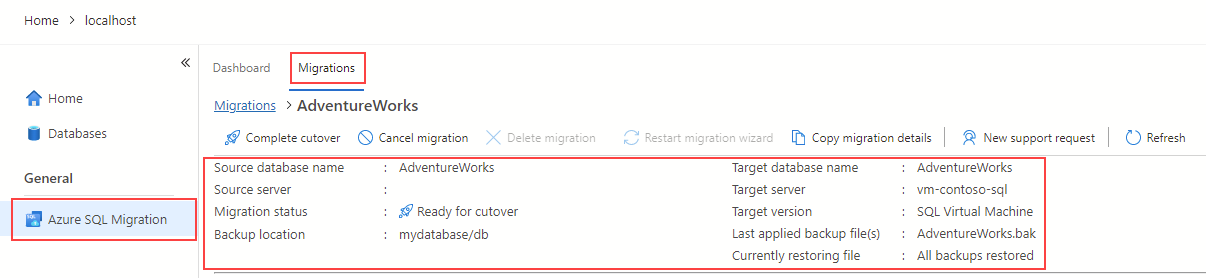 Home > localhost
«
Home
Databases
General
Azure SQL Migration
Dashboard Migrations
Migrations > AdventureWorks
Complete cutover Cancel migration Delete migration Restart migration wizard Copy migration details New support request Refresh
Source database name : AdventureWorks
Source server :
Migration status : Ready for cutover
Backup location : mydatabase/db
Target database name : AdventureWorks
Target server : vm-contoso-sql
Target version : SQL Virtual Machine
Last applied backup file(s) : AdventureWorks.bak
Currently restoring file : All backups restored